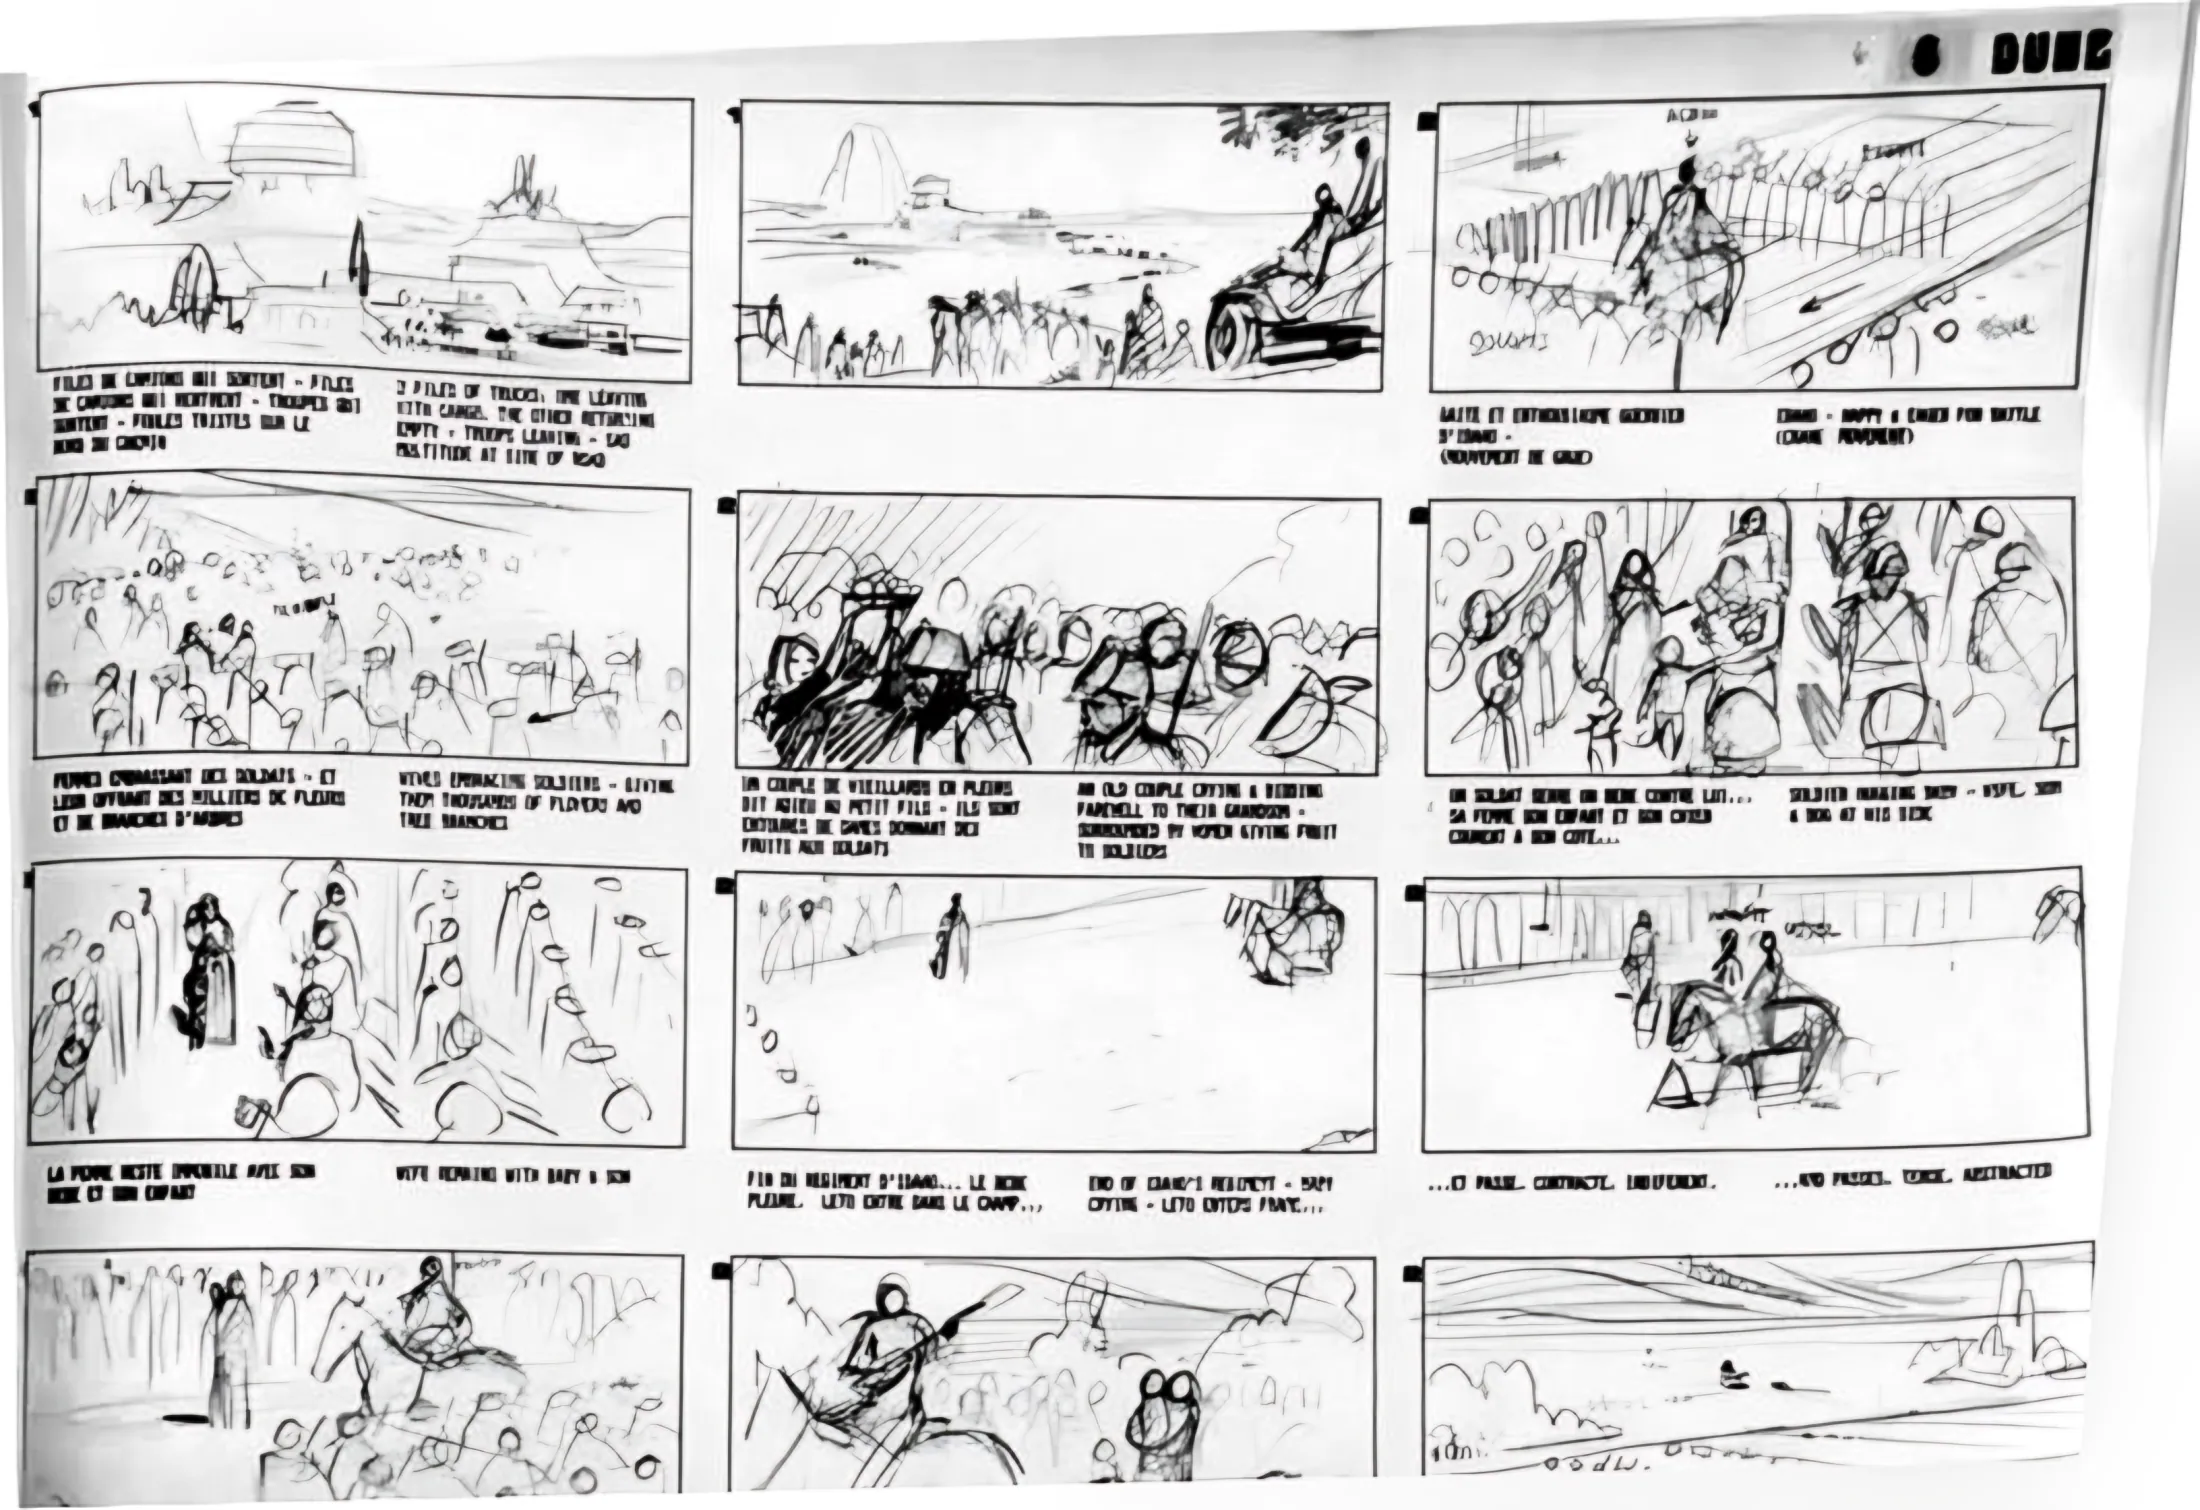 6 DUNE
FILES DE CAMIONS QUI SORTENT - FILES
DE CAMIONS QUI RENTRENT - TROUPES QUI
SORTENT - FOULES TRISTES SUR LE
BORD DU CHEMIN
2 FILES OF TRUCKS, ONE LEAVING
WITH CARGO, THE OTHER RETURNING
EMPTY - TROOPS LEAVING - SAD
MULTITUDE AT SIDE OF ROAD
ET ENTHOUSIASME GUERRIER
D'IDAHO -
(MOUVEMENT DE GRUE)
IDAHO - HAPPY & EAGER FOR BATTLE
(CRANE MOVEMENT)
FEMMES EMBRASSANT DES SOLDATS - ET
LEUR OFFRANT DES MILLIERS DE FLEURS
ET DE BRANCHES D'ARBRES
WIVES EMBRACING SOLDIERS - GIVING
THEM THOUSANDS OF FLOWERS AND
TREE BRANCHES
UN COUPLE DE VIEILLARDS EN PLEURS
DIT ADIEU AU PETIT FILS - ILS SONT
ENTOURES DE DAMES DONNANT DES
FRUITS AUX SOLDATS
AN OLD COUPLE CRYING & BIDDING
FAREWELL TO THEIR GRANDSON -
SURROUNDED BY WOMEN GIVING FRUIT
TO SOLDIERS
UN SOLDAT SERRE UN BEBE CONTRE LUI...
SA FEMME SON ENFANT ET SON CHIEN
COURENT A SON COTE...
SOLDIER HUGGING BABY - WIFE, SON
& DOG AT HIS SIDE
LA FEMME RESTE IMMOBILE AVEC SON
BEBE ET SON ENFANT
WIFE REMAINS WITH BABY & SON
FIN DU REGIMENT D'IDAHO... LE BEBE
PLEURE. LETO ENTRE DANS LE CHAMP...
END OF IDAHO'S REGIMENT - BABY
CRYING - LETO ENTERS FRAME...
...ET PASSE. CONTRACTE.
...AND PASSES. TENSE. ABSTRACTED